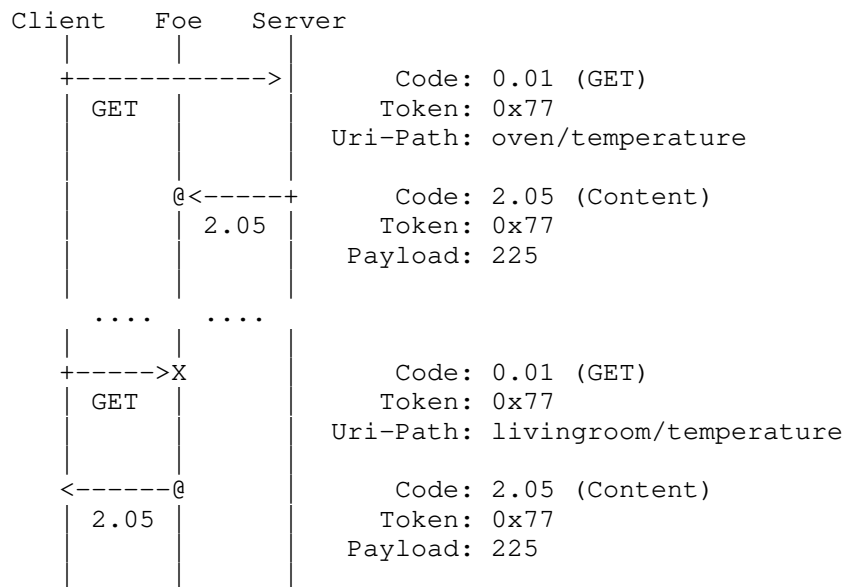 Client Foe Server
| | |
+------------>| Code: 0.01 (GET)
| GET | | Token: 0x77
| | | Uri-Path: oven/temperature
| | |
| @<-----+ Code: 2.05 (Content)
| | 2.05 | Token: 0x77
| | | Payload: 225
| | |
.... ....
| | |
+----->X | Code: 0.01 (GET)
| GET | | Token: 0x77
| | | Uri-Path: livingroom/temperature
| | |
<------@ | Code: 2.05 (Content)
| 2.05 | | Token: 0x77
| | | Payload: 225
| | |